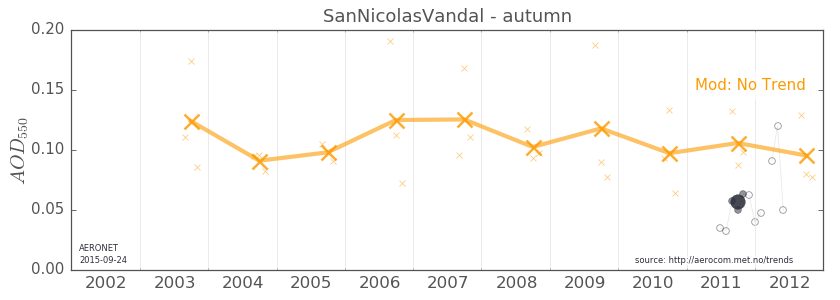 SanNicolasVandal - autumn
0.20
0.15
0.10
0.05
0.00
AOD550
Mod: No Trend
AERONET
2015-09-24
source: http://aerocom.met.no/trends
2002 2003 2004 2005 2006 2007 2008 2009 2010 2011 2012